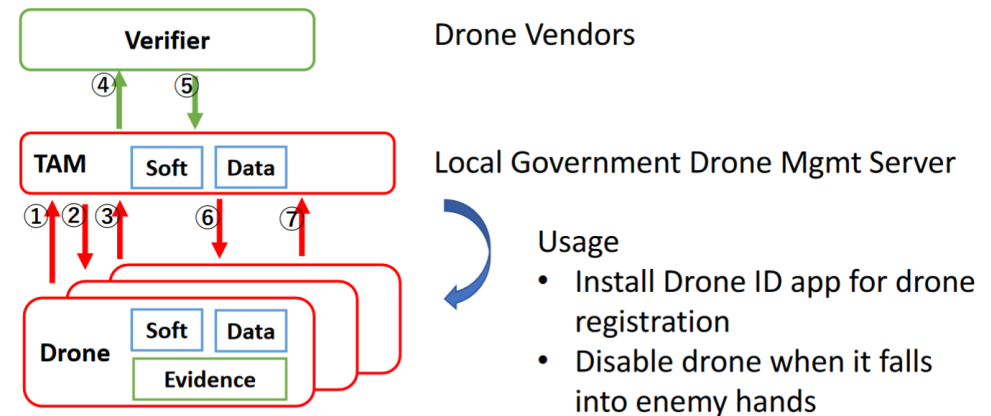 Verifier
Drone Vendors
④
⑤
TAM
Soft
Data
Local Government Drone Mgmt Server
①
②
③
⑥
⑦
Usage
• Install Drone ID app for drone
registration
• Disable drone when it falls
into enemy hands
Drone
Soft
Data
Evidence